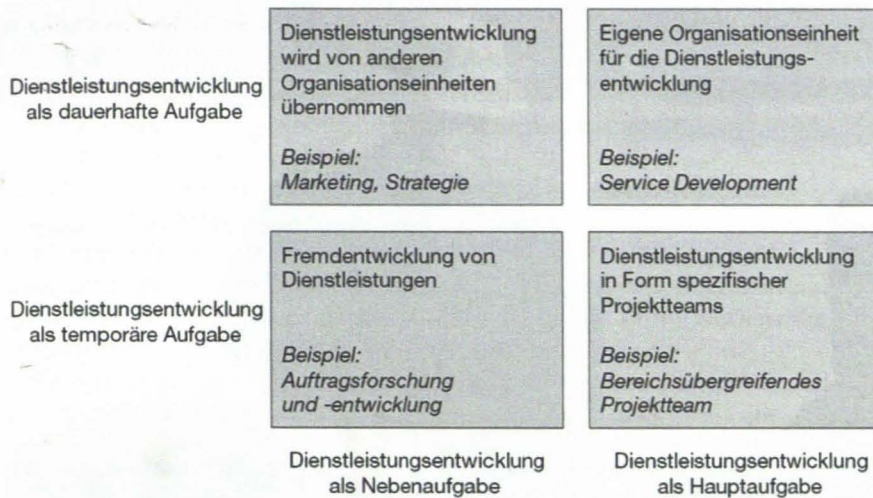 Dienstleistungsentwicklung
als dauerhafte Aufgabe
Dienstleistungsentwicklung
wird von anderen
Organisationseinheiten
übernommen
Beispiel:
Marketing, Strategie
Eigene Organisationseinheit
für die Dienstleistungs-
entwicklung
Beispiel:
Service Development
Dienstleistungsentwicklung
als temporäre Aufgabe
Fremdentwicklung von
Dienstleistungen
Beispiel:
Auftragsforschung
und -entwicklung
Dienstleistungsentwicklung
in Form spezifischer
Projektteams
Beispiel:
Bereichsübergreifendes
Projektteam
Dienstleistungsentwicklung
als Nebenaufgabe
Dienstleistungsentwicklung
als Hauptaufgabe